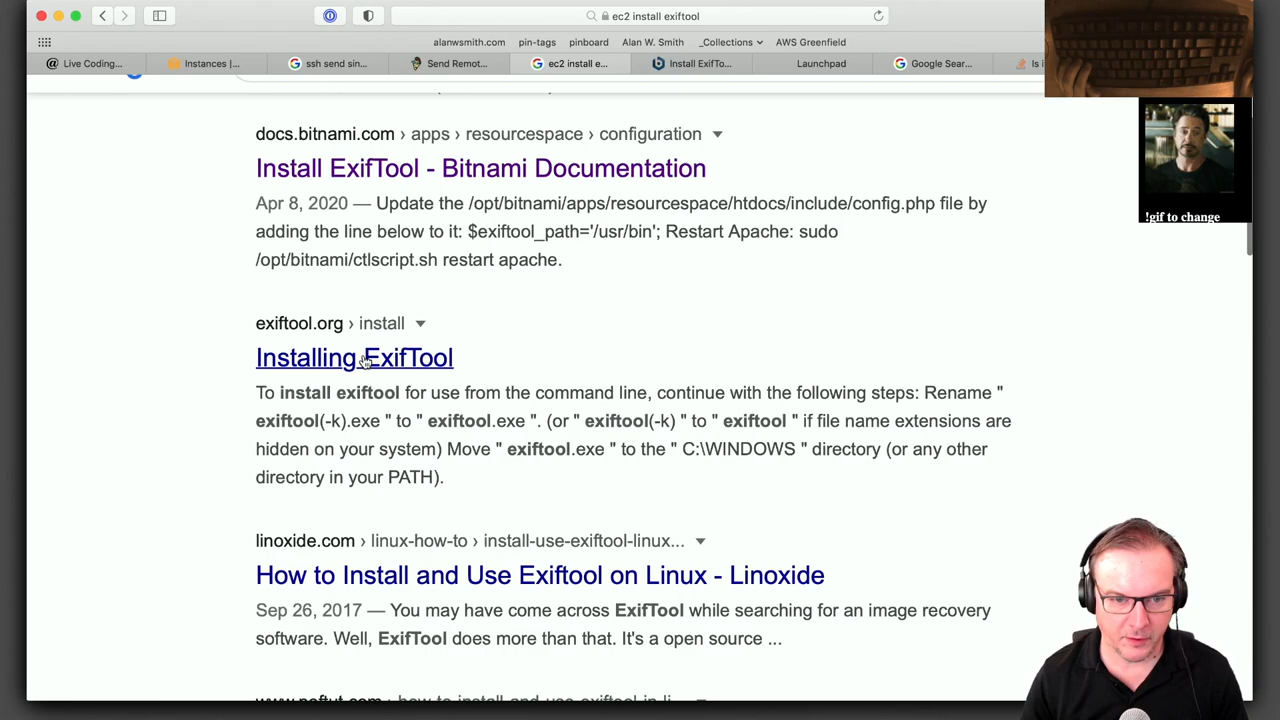 ec2 install exiftool
alanwsmith.com pin-tags pinboard Alan W. Smith _Collections AWS Greenfield
Live Coding... Instances |... ssh send sin... Send Remot... ec2 install e... Install ExifTo... Launchpad Google Sear... Is i
docs.bitnami.com › apps › resourcespace › configuration
Install ExifTool - Bitnami Documentation
Apr 8, 2020 — Update the /opt/bitnami/apps/resourcespace/htdocs/include/config.php file by
adding the line below to it: $exiftool_path='/usr/bin'; Restart Apache: sudo
/opt/bitnami/ctlscript.sh restart apache.
!gif to change
exiftool.org › install
Installing ExifTool
To install exiftool for use from the command line, continue with the following steps: Rename "
exiftool(-k).exe " to " exiftool.exe ". (or " exiftool(-k) " to " exiftool " if file name extensions are
hidden on your system) Move " exiftool.exe " to the " C:\WINDOWS " directory (or any other
directory in your PATH).
linoxide.com › linux-how-to › install-use-exiftool-linux...
How to Install and Use Exiftool on Linux - Linoxide
Sep 26, 2017 — You may have come across ExifTool while searching for an image recovery
software. Well, ExifTool does more than that. It's a open source ...